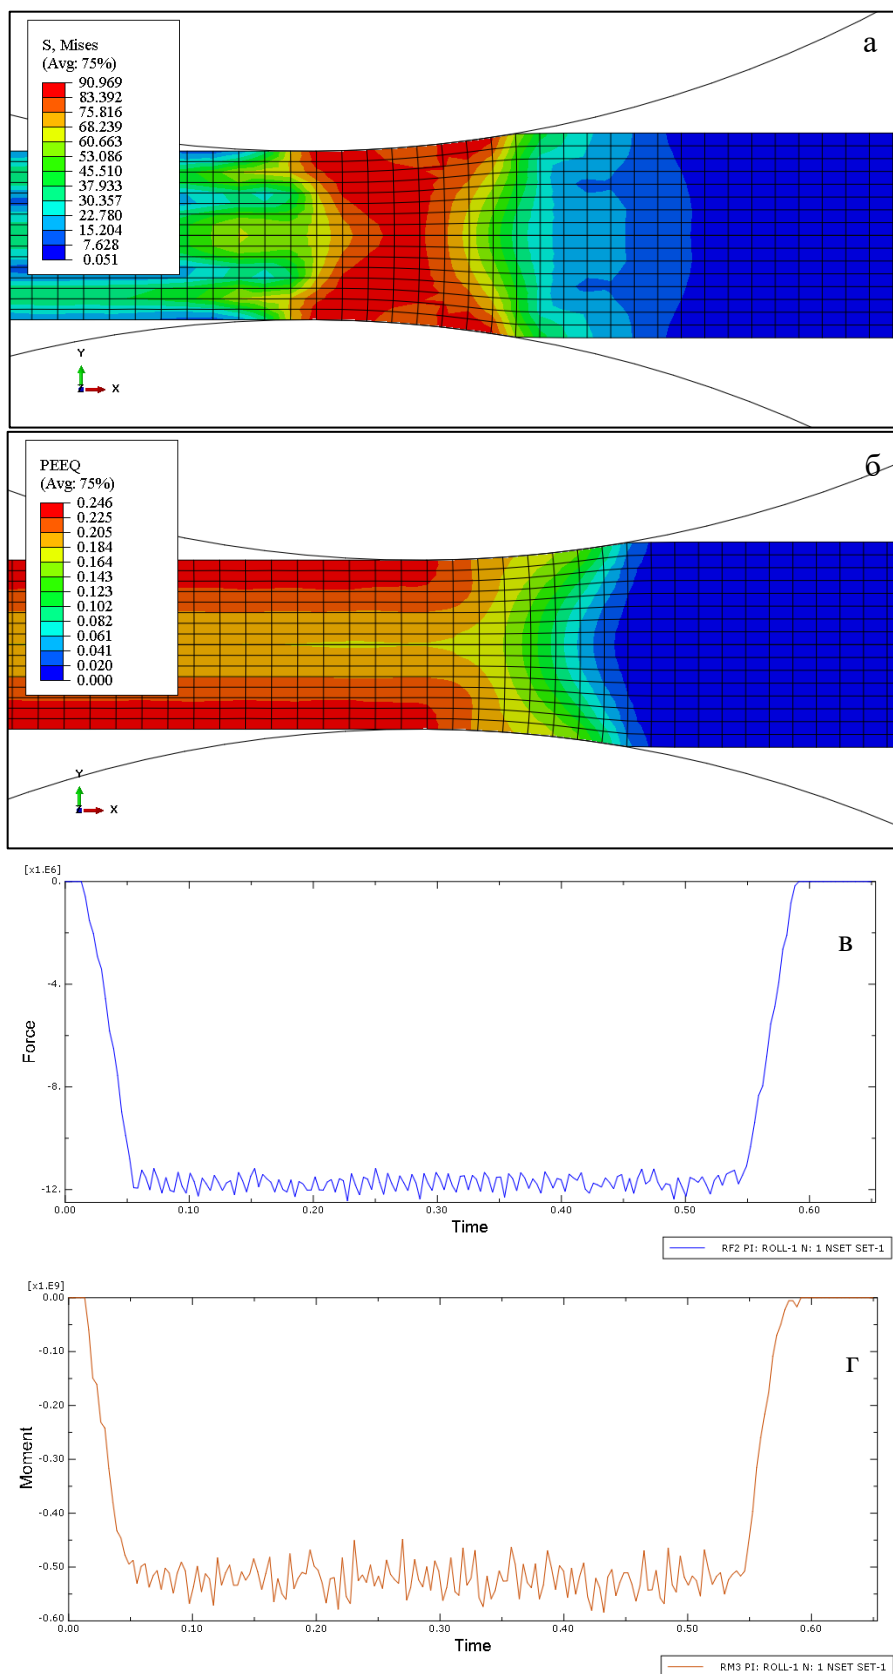 а
S, Mises
(Avg: 75%)
90.969
83.392
75.816
68.239
60.663
53.086
45.510
37.933
30.357
22.780
15.204
7.628
0.051
Y
Z X
б
PEEQ
(Avg: 75%)
0.246
0.225
0.205
0.184
0.164
0.143
0.123
0.102
0.082
0.061
0.041
0.020
0.000
Y
Z X
[x1.E6]
в
0.
-4.
-8.
-12.
Force
0.00 0.10 0.20 0.30 0.40 0.50 0.60
Time
RF2 PI: ROLL-1 N: 1 NSET SET-1
[x1.E9]
г
0.00
-0.10
-0.20
-0.30
-0.40
-0.50
-0.60
Moment
0.00 0.10 0.20 0.30 0.40 0.50 0.60
Time
RM3 PI: ROLL-1 N: 1 NSET SET-1